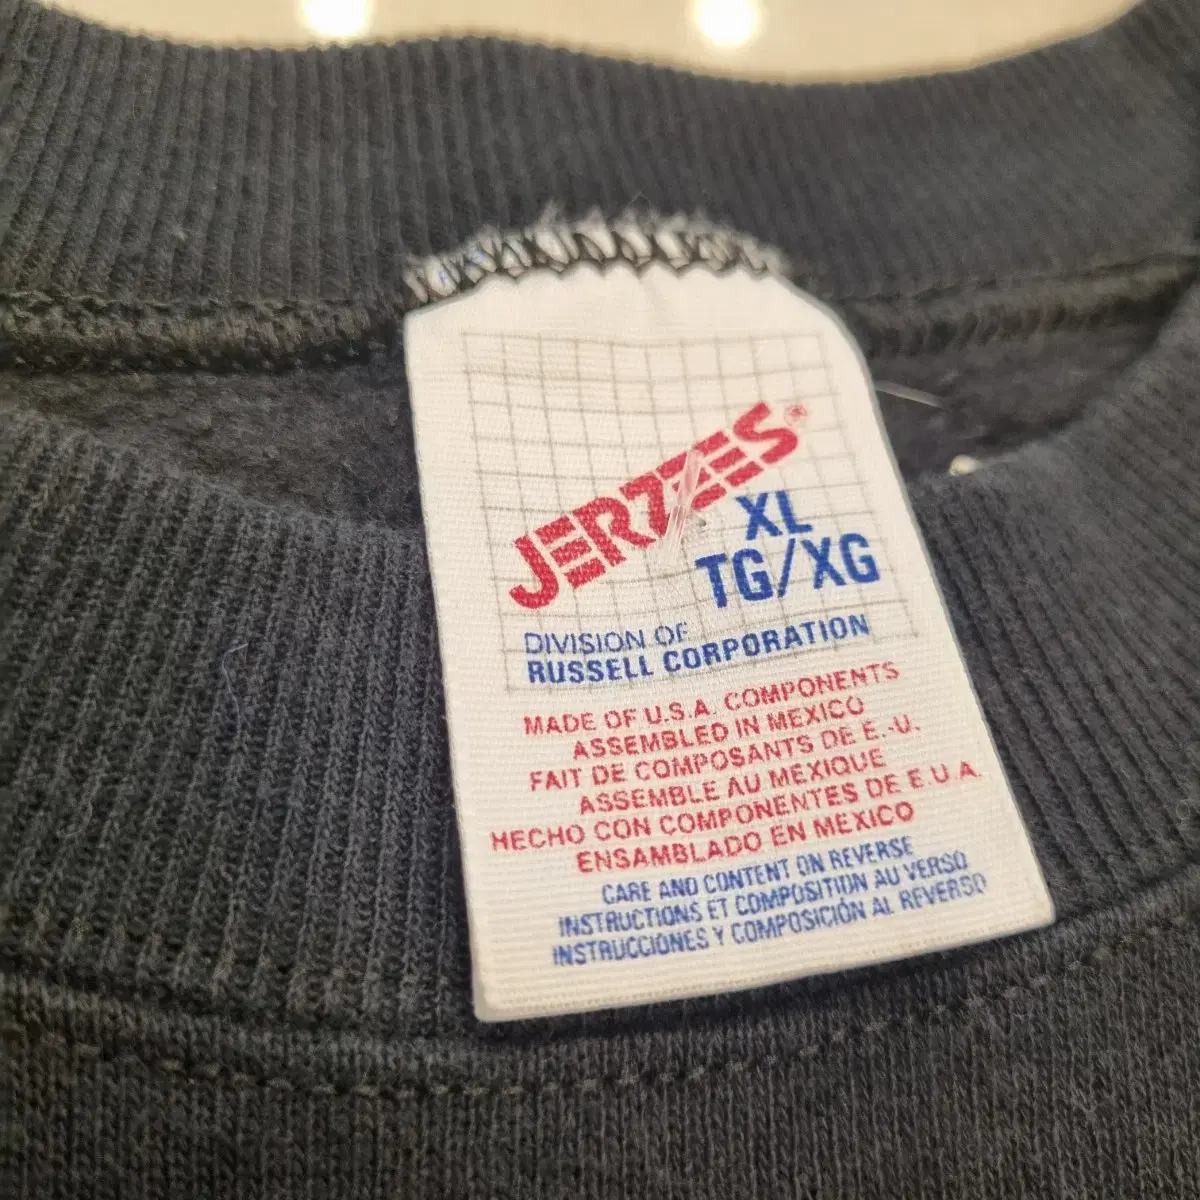 JERZEES®
XL
TG/XG
DIVISION OF
RUSSELL CORPORATION
MADE OF U.S.A. COMPONENTS
ASSEMBLED IN MEXICO
FAIT DE COMPOSANTS DE É.-U.
ASSEMBLÉ AU MEXIQUE
HECHO CON COMPONENTES DE E.U.A.
ENSAMBLADO EN MEXICO
CARE AND CONTENT ON REVERSE
INSTRUCTIONS ET COMPOSITION AU VERSO
INSTRUCCIÓNES Y COMPOSICIÓN AL REVERSO